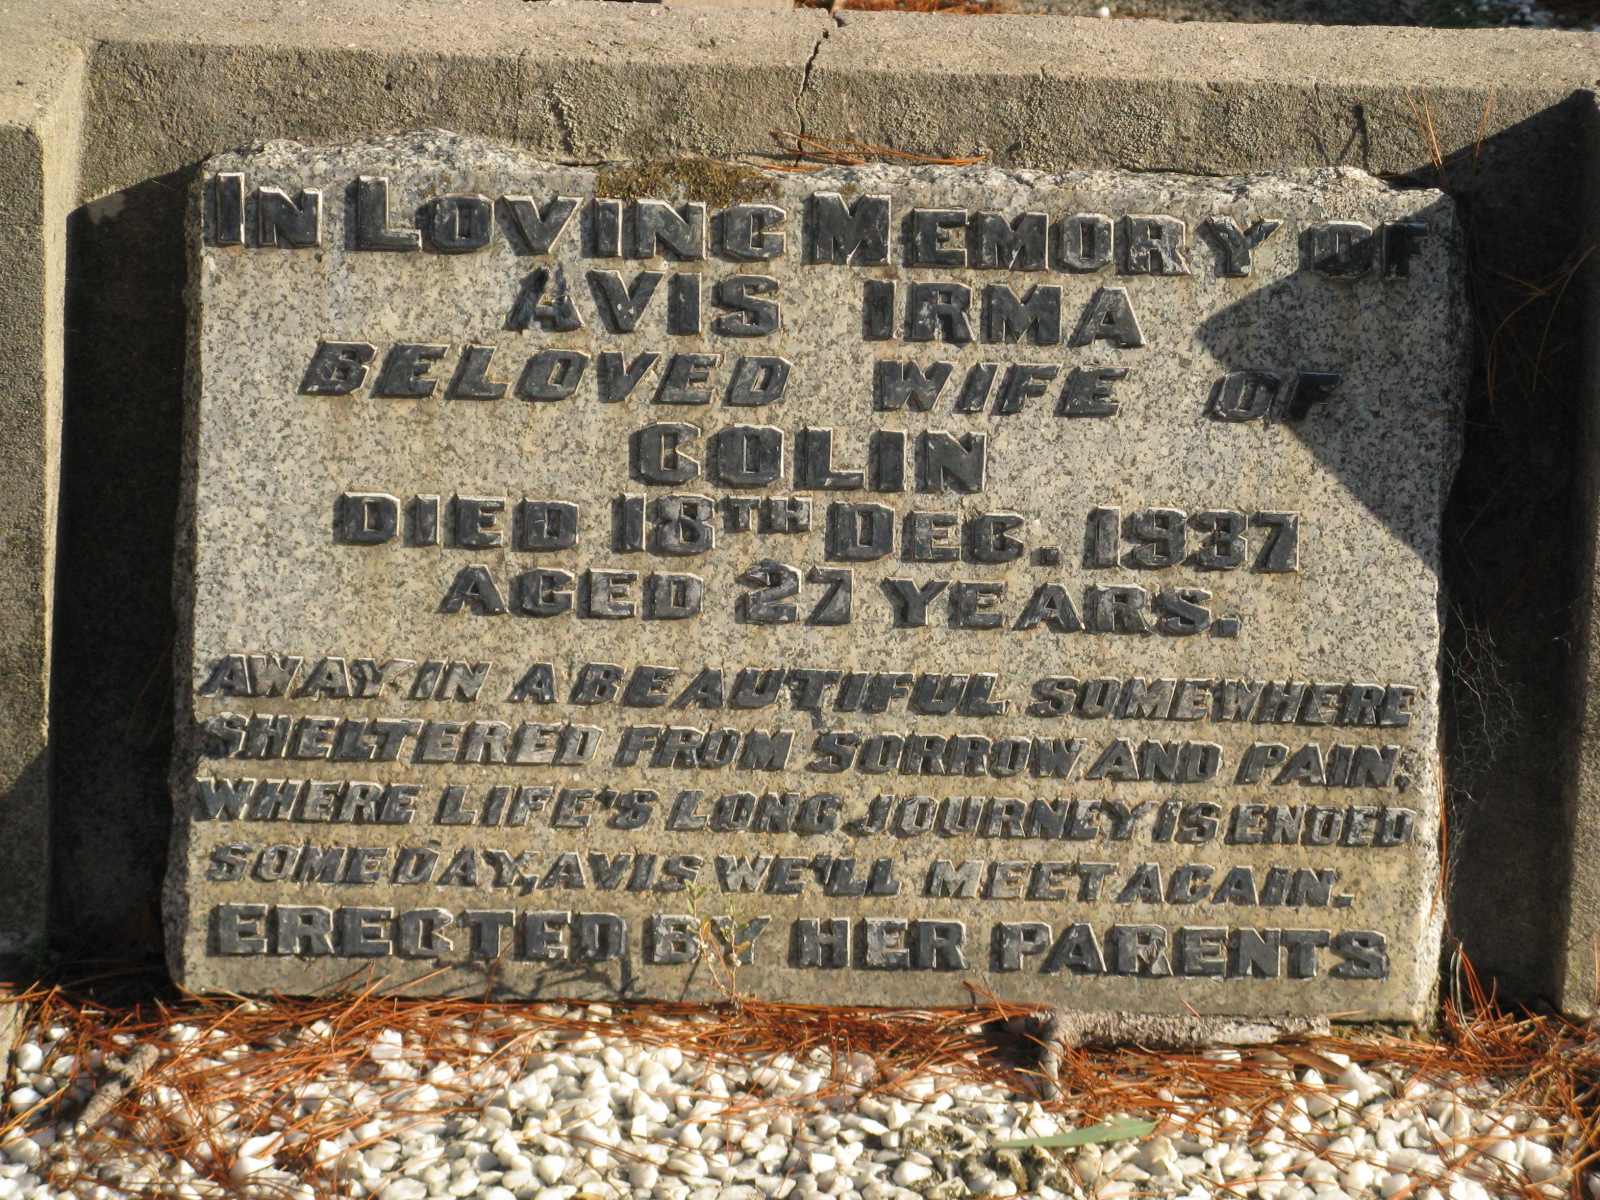 IN LOVING MEMORY OF
AVIS IRMA
BELOVED WIFE OF
COLIN
DIED 18TH DEC. 1937
AGED 27 YEARS.
AWAY IN A BEAUTIFUL SOMEWHERE
SHELTERED FROM SORROW AND PAIN,
WHERE LIFE'S LONG JOURNEY IS ENDED
SOMEDAY, AVIS WE'LL MEET AGAIN.
ERECTED BY HER PARENTS